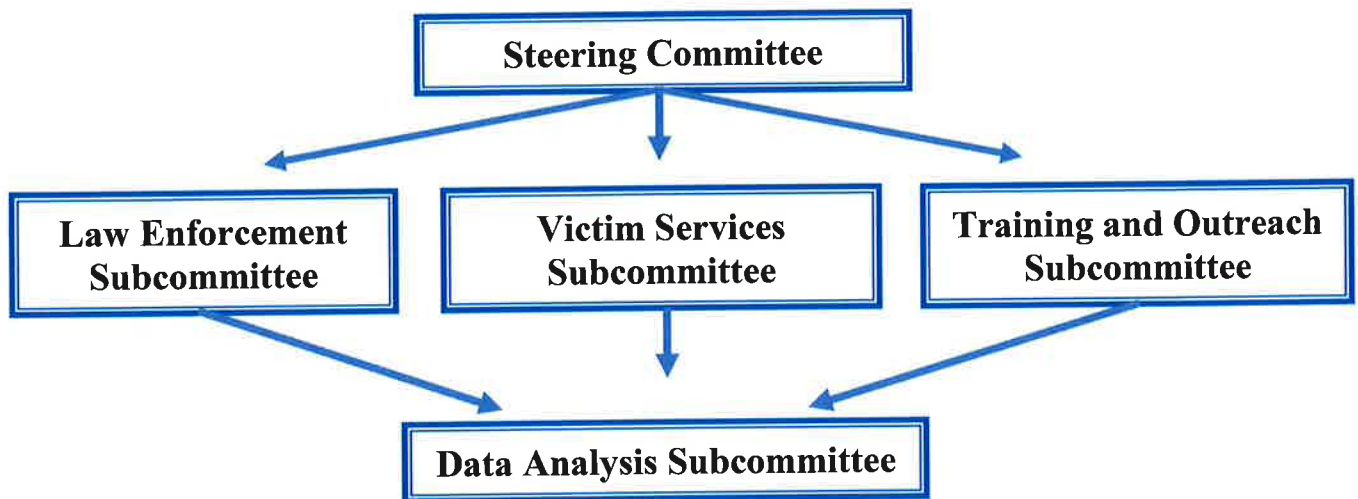 Steering Committee
Law Enforcement
Subcommittee
Victim Services
Subcommittee
Training and Outreach
Subcommittee
Data Analysis Subcommittee